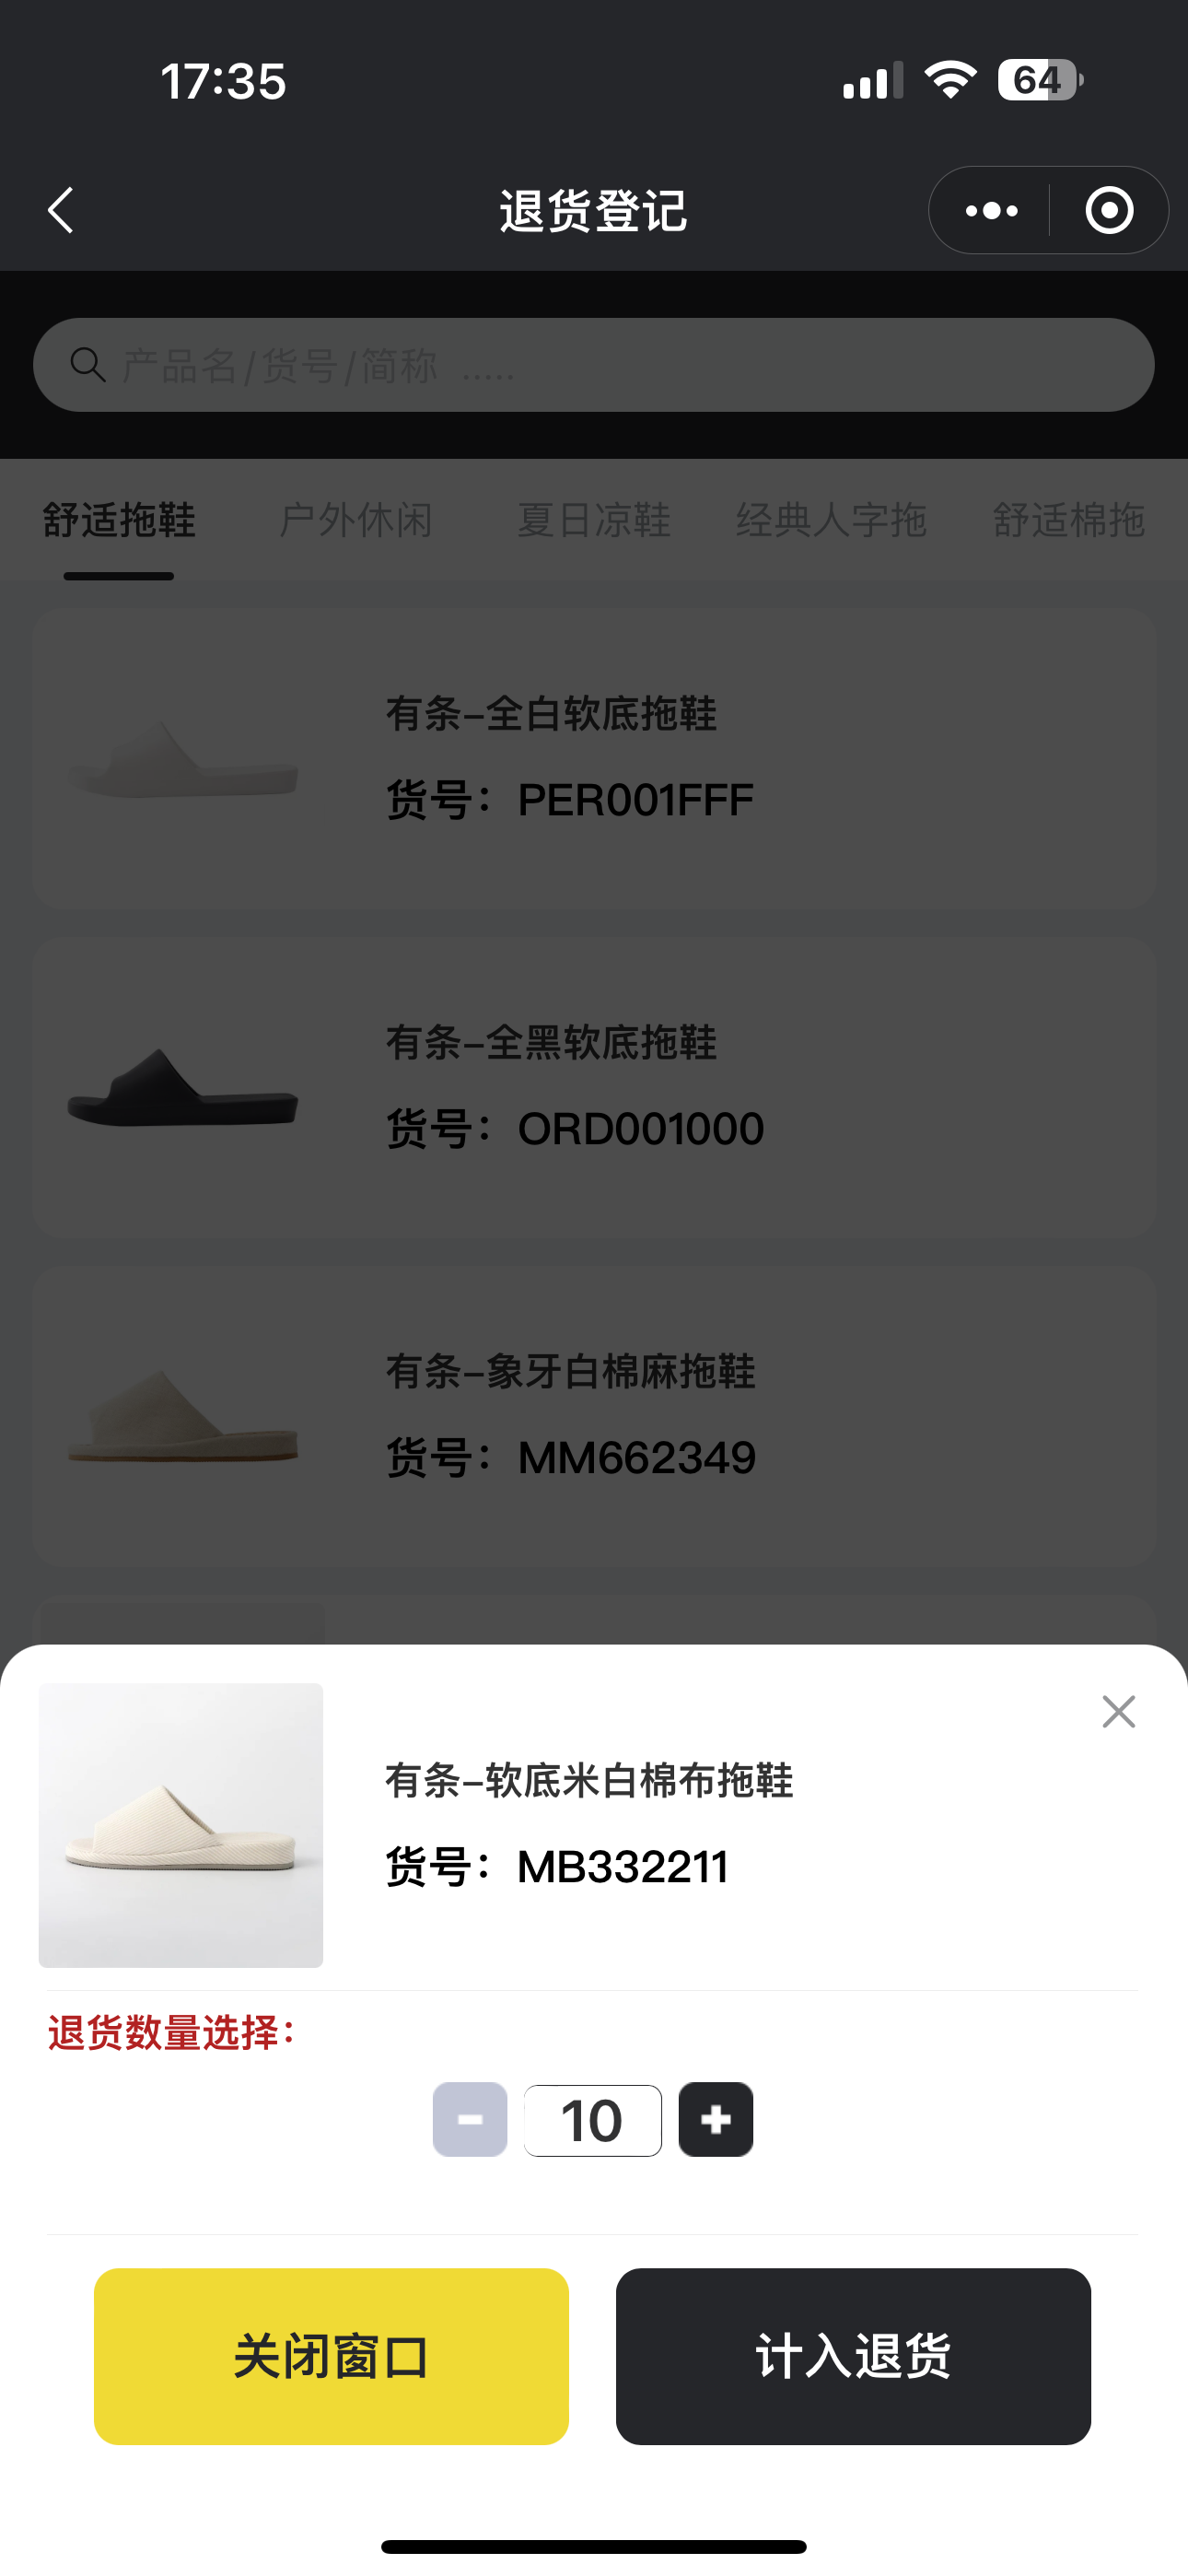 17:35
64
退货登记
产品名/货号/简称 .....
舒适拖鞋 户外休闲 夏日凉鞋 经典人字拖 舒适棉拖
有条-全白软底拖鞋
货号：PER001FFF
有条-全黑软底拖鞋
货号：ORD001000
有条-象牙白棉麻拖鞋
货号：MM662349
有条-软底米白棉布拖鞋
货号：MB332211
退货数量选择：
10
关闭窗口 计入退货